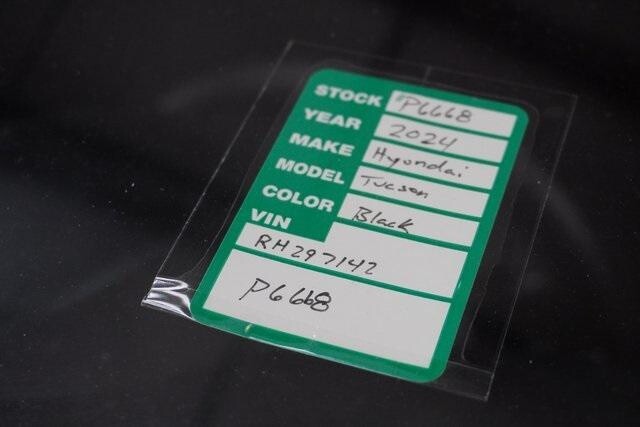 STOCK #P6668
YEAR 2024
MAKE Hyundai
MODEL Tucson
COLOR Black
VIN
RH297142
P6668